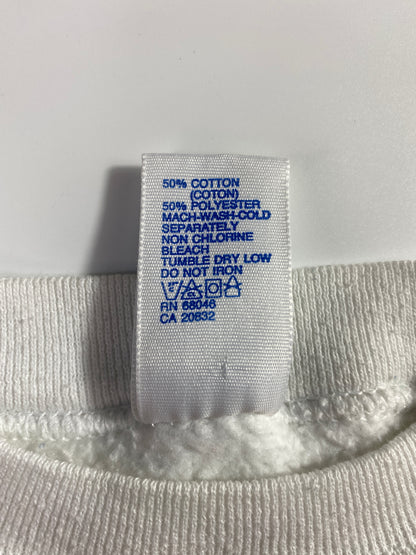 50% COTTON
(COTON)
50% POLYESTER
MACH-WASH-COLD
SEPARATELY
NON CHLORINE
BLEACH
TUMBLE DRY LOW
DO NOT IRON
RN 68046
CA 20832